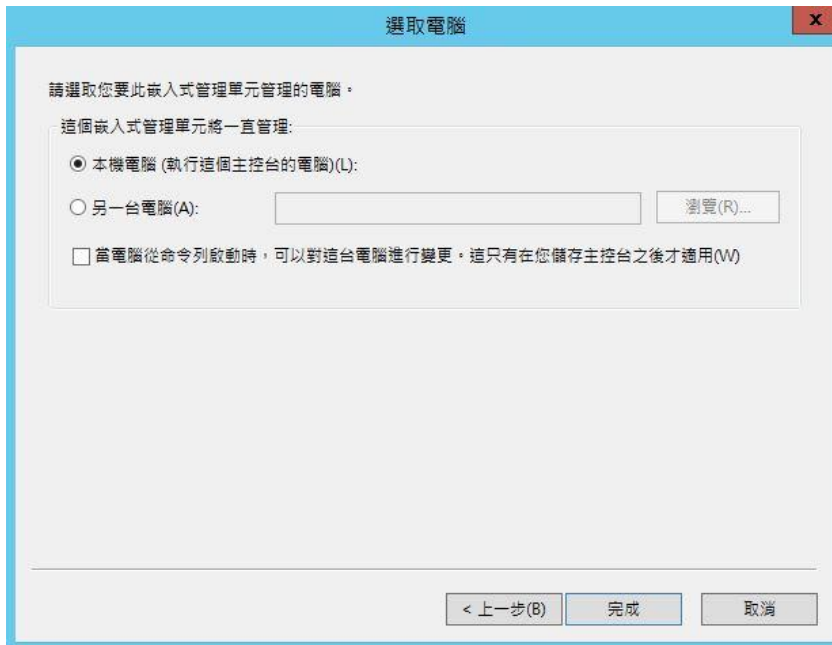 選取電腦
x
請選取您要此嵌入式管理單元管理的電腦。
這個嵌入式管理單元將一直管理:
本機電腦 (執行這個主控台的電腦)(L):
另一台電腦(A):
瀏覽(R)...
當電腦從命令列啟動時，可以對這台電腦進行變更。這只有在您儲存主控台之後才適用(W)
< 上一步(B)
完成
取消